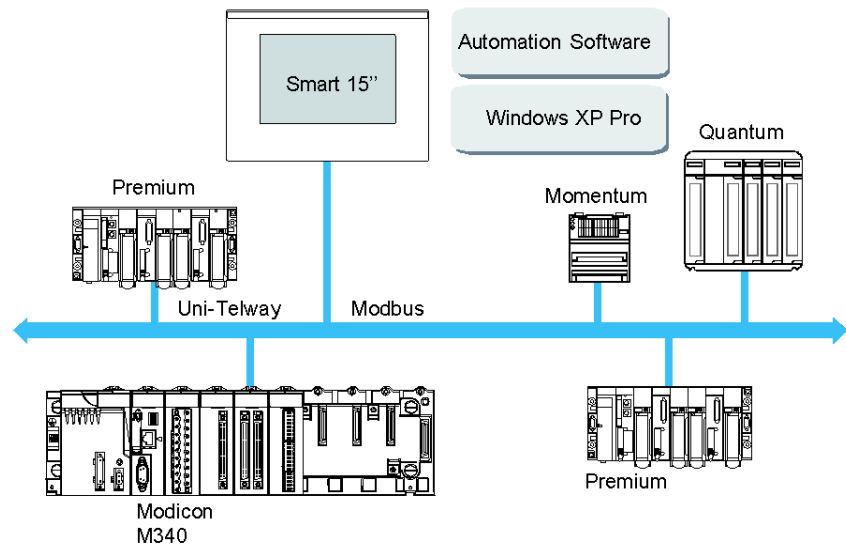 Automation Software
Smart 15”
Windows XP Pro
Quantum
Premium
Momentum
Uni-Telway
Modbus
Premium
Modicon
M340